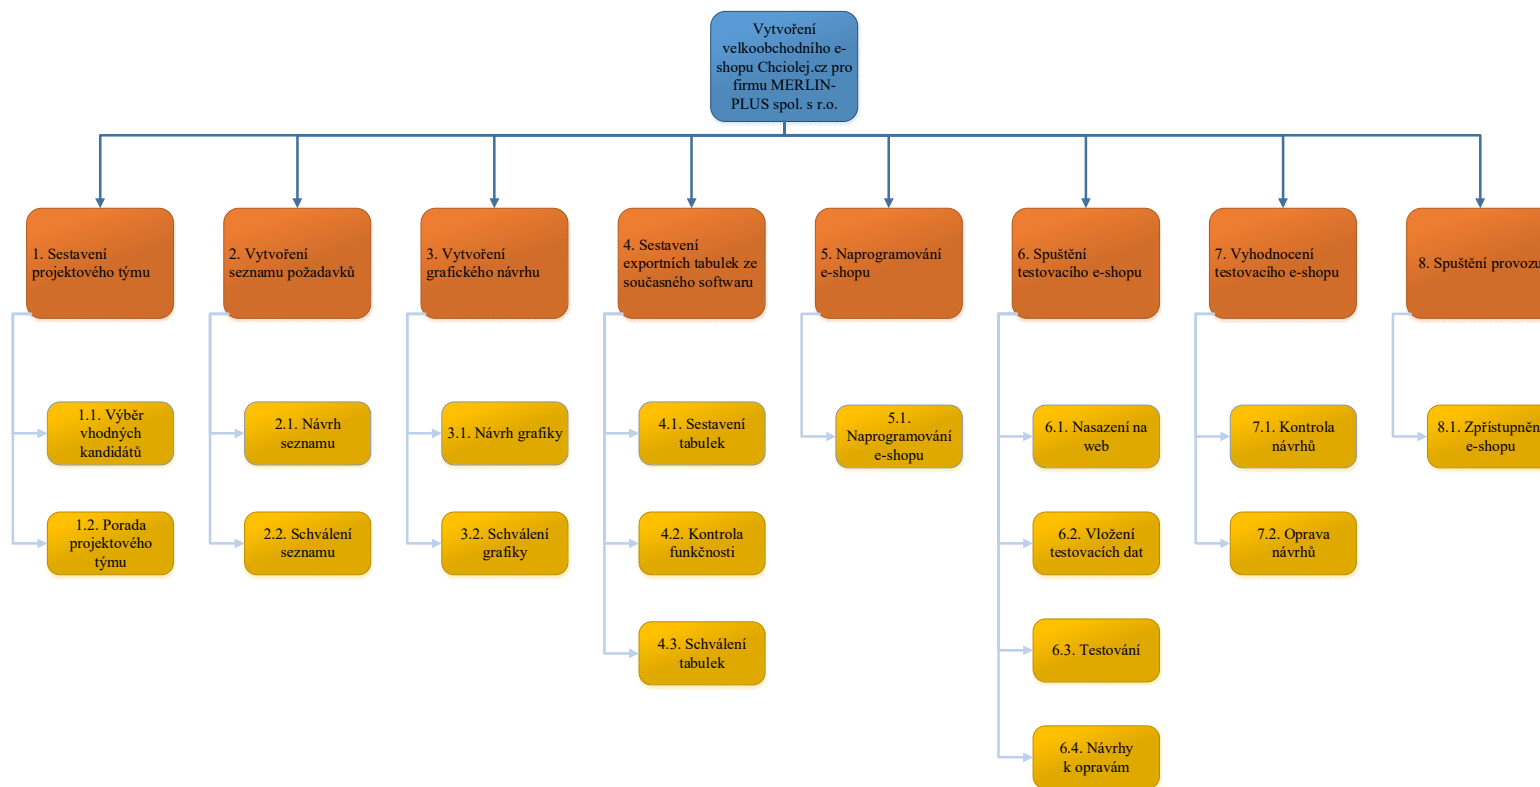 Vytvoření
velkoobchodního e-
shopu Chciolej.cz pro
firmu MERLIN-
PLUS spol. s r.o.
1. Sestavení
projektového týmu
2. Vytvoření
seznamu požadavků
3. Vytvoření
grafického návrhu
4. Sestavení
exportních tabulek ze
současného softwaru
5. Naprogramování
e-shopu
6. Spuštění
testovacího e-shopu
7. Vyhodnocení
testovacího e-shopu
8. Spuštění provozu
1.1. Výběr
vhodných
kandidátů
2.1. Návrh
seznamu
3.1. Návrh grafiky
4.1. Sestavení
tabulek
5.1.
Naprogramování
e-shopu
6.1. Nasazení na
web
7.1. Kontrola
návrhů
8.1. Zpřístupněn
e-shopu
1.2. Porada
projektového
týmu
2.2. Schválení
seznamu
3.2. Schválení
grafiky
4.2. Kontrola
funkčnosti
6.2. Vložení
testovacích dat
7.2. Oprava
návrhů
4.3. Schválení
tabulek
6.3. Testování
6.4. Návrhy
k opravám